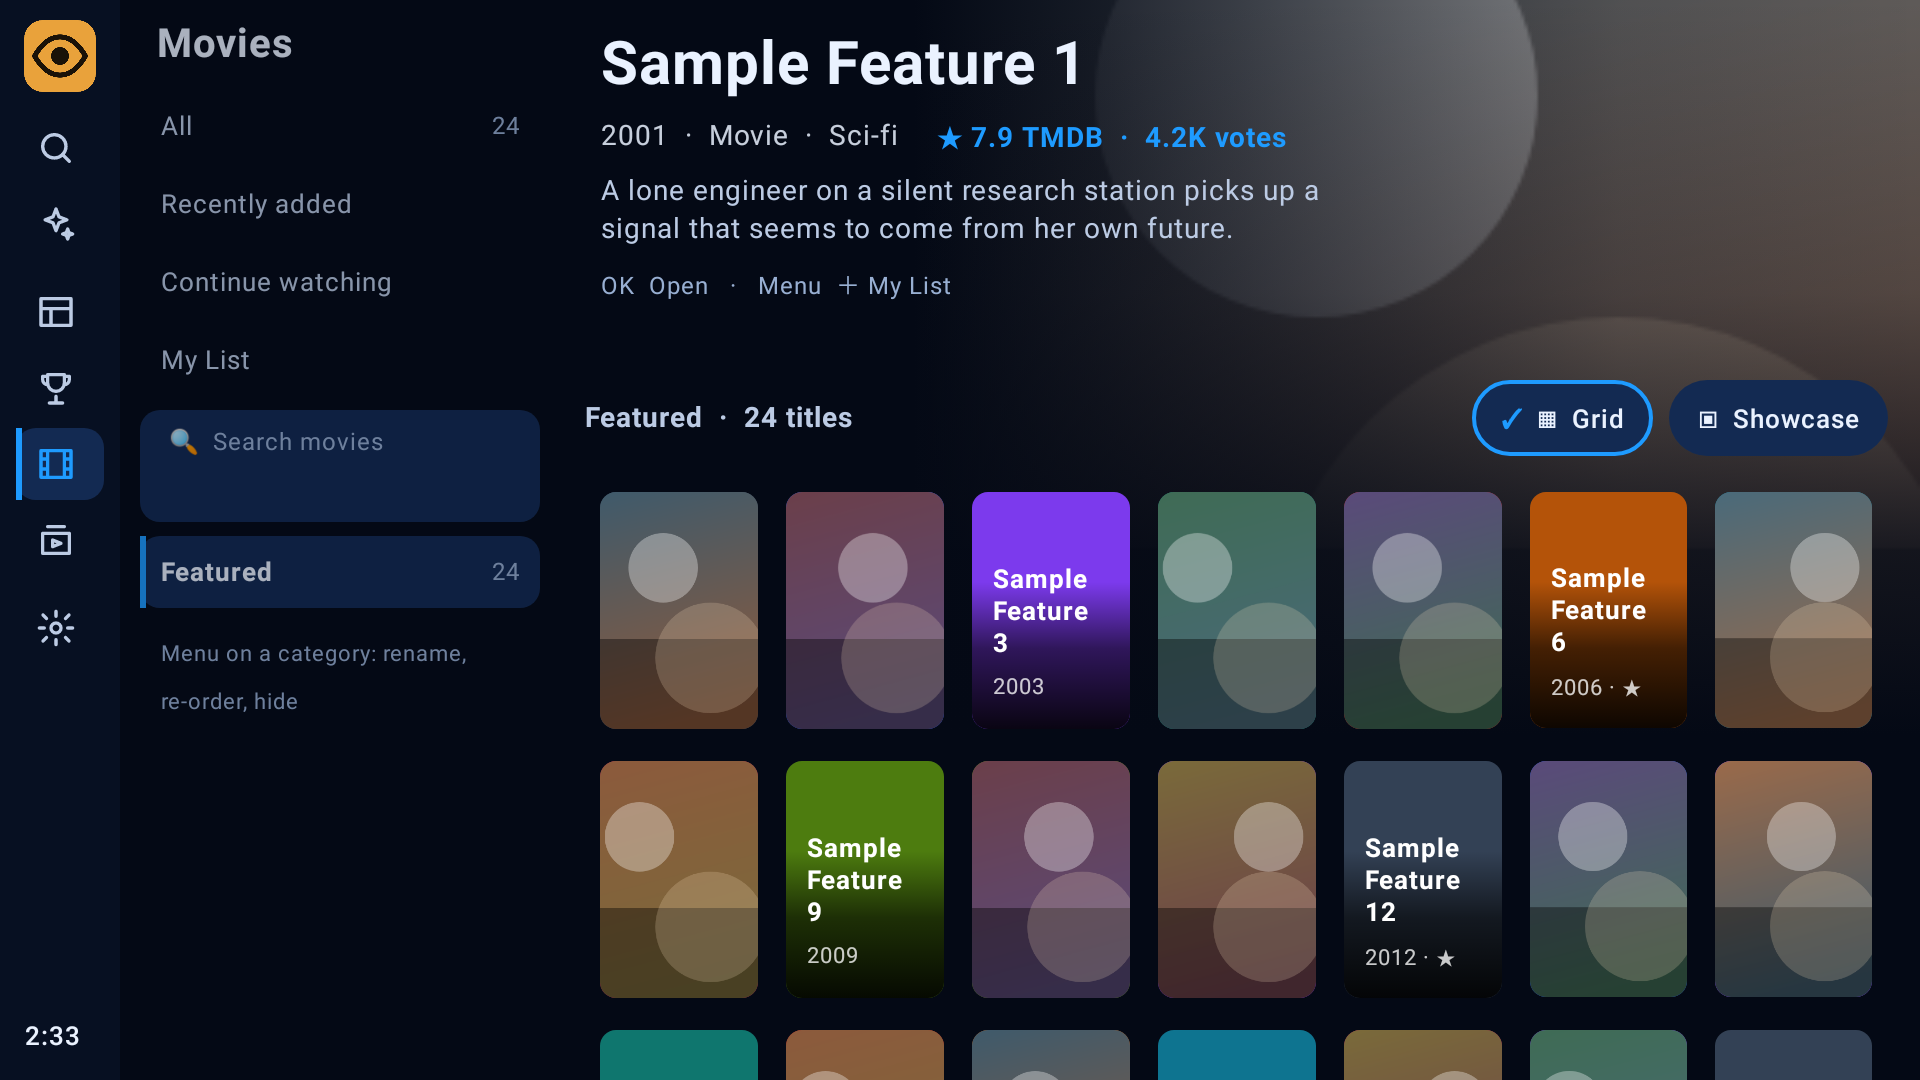 Movies
All 24
Recently added
Continue watching
My List
🔍 Search movies
Featured 24
Menu on a category: rename,
re-order, hide
2:33
Sample Feature 1
2001 · Movie · Sci-fi ★ 7.9 TMDB · 4.2K votes
A lone engineer on a silent research station picks up a
signal that seems to come from her own future.
OK Open · Menu + My List
Featured · 24 titles
✓ ▦ Grid
▣ Showcase
Sample
Feature
3
2003
Sample
Feature
6
2006 · ★
Sample
Feature
9
2009
Sample
Feature
12
2012 · ★